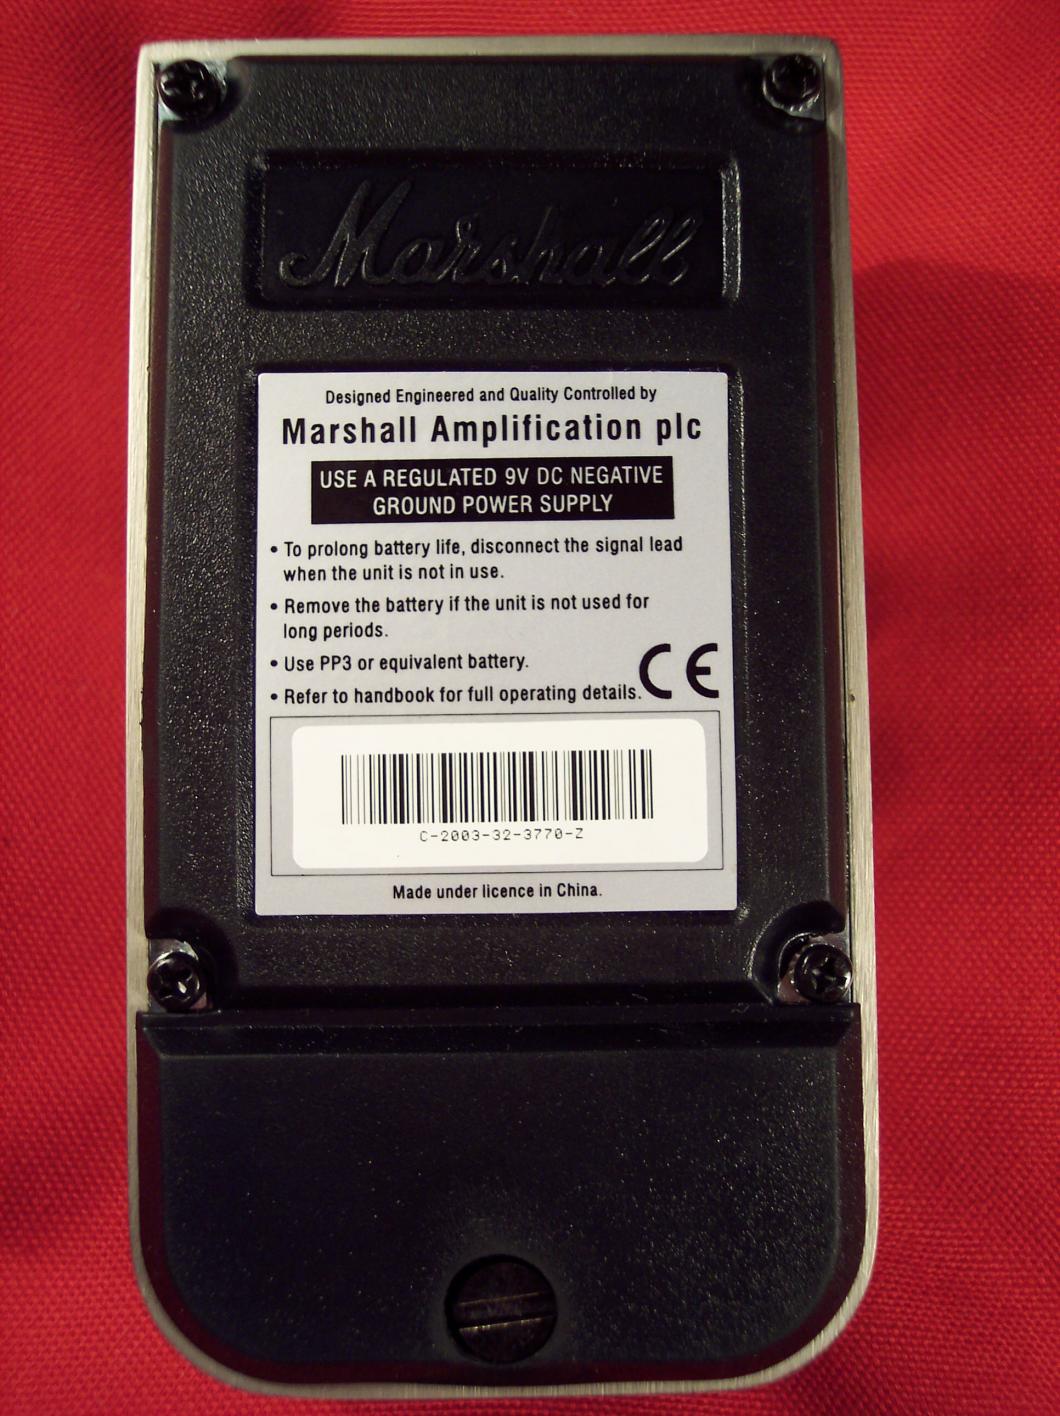 Marshall
Designed Engineered and Quality Controlled by
Marshall Amplification plc
USE A REGULATED 9V DC NEGATIVE
GROUND POWER SUPPLY
• To prolong battery life, disconnect the signal lead
when the unit is not in use.
• Remove the battery if the unit is not used for
long periods.
• Use PP3 or equivalent battery.
• Refer to handbook for full operating details.
CE
C-2003-32-3770-Z
Made under licence in China.